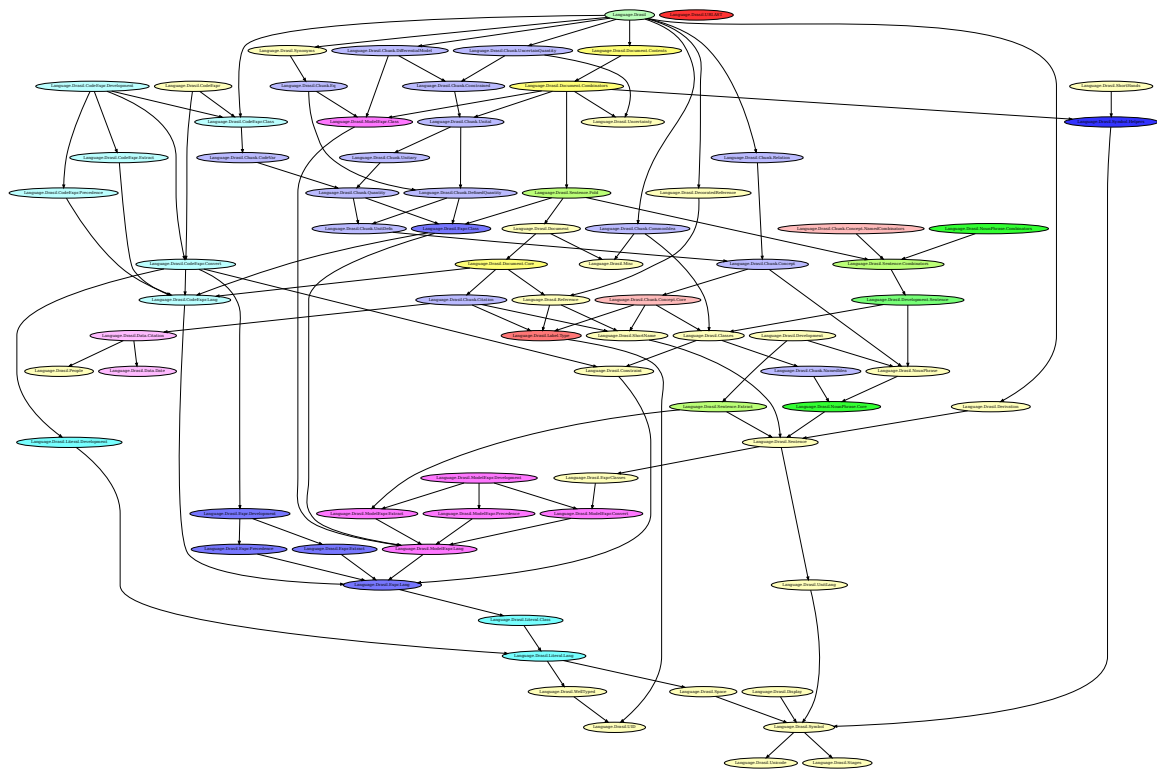 Language.Drasil
Language.Drasil.Synonyms
Language.Drasil.Chunk.DifferentialModel
Language.Drasil.Chunk.UncertainQuantity
Language.Drasil.Document.Contents
Language.Drasil.CodeExpr.Development
Language.Drasil.CodeExpr
Language.Drasil.Chunk.Eq
Language.Drasil.Chunk.Constrained
Language.Drasil.Document.Combinators
Language.Drasil.ShortHands
Language.Drasil.CodeExpr.Class
Language.Drasil.ModelExpr.Class
Language.Drasil.Chunk.Unital
Language.Drasil.Uncertainty
Language.Drasil.CodeExpr.Extract
Language.Drasil.Chunk.CodeVar
Language.Drasil.Chunk.Unitary
Language.Drasil.Chunk.Relation
Language.Drasil.CodeExpr.Precedence
Language.Drasil.Chunk.Quantity
Language.Drasil.Chunk.DefinedQuantity
Language.Drasil.Sentence.Fold
Language.Drasil.DecoratedReference
Language.Drasil.Chunk.UnitDefn
Language.Drasil.Expr.Class
Language.Drasil.Document
Language.Drasil.Chunk.CommonIdea
Language.Drasil.Chunk.Concept.NamedCombinators
Language.Drasil.NounPhrase.Combinators
Language.Drasil.CodeExpr.Convert
Language.Drasil.Document.Core
Language.Drasil.Misc
Language.Drasil.Chunk.Concept
Language.Drasil.Sentence.Combinators
Language.Drasil.CodeExpr.Lang
Language.Drasil.Chunk.Citation
Language.Drasil.Reference
Language.Drasil.Chunk.Concept.Core
Language.Drasil.Development.Sentence
Language.Drasil.Data.Citation
Language.Drasil.Label.Type
Language.Drasil.ShortName
Language.Drasil.Classes
Language.Drasil.Development
Language.Drasil.People
Language.Drasil.Data.Date
Language.Drasil.Constraint
Language.Drasil.Chunk.NamedIdea
Language.Drasil.NounPhrase
Language.Drasil.Sentence.Extract
Language.Drasil.NounPhrase.Core
Language.Drasil.Derivation
Language.Drasil.Literal.Development
Language.Drasil.Sentence
Language.Drasil.ModelExpr.Development
Language.Drasil.ExprClasses
Language.Drasil.Expr.Development
Language.Drasil.ModelExpr.Extract
Language.Drasil.ModelExpr.Precedence
Language.Drasil.ModelExpr.Convert
Language.Drasil.Expr.Precedence
Language.Drasil.Expr.Extract
Language.Drasil.ModelExpr.Lang
Language.Drasil.Expr.Lang
Language.Drasil.UnitLang
Language.Drasil.Literal.Class
Language.Drasil.Literal.Lang
Language.Drasil.WellTyped
Language.Drasil.Space
Language.Drasil.Display
Language.Drasil.UID
Language.Drasil.Symbol
Language.Drasil.Unicode
Language.Drasil.Stages